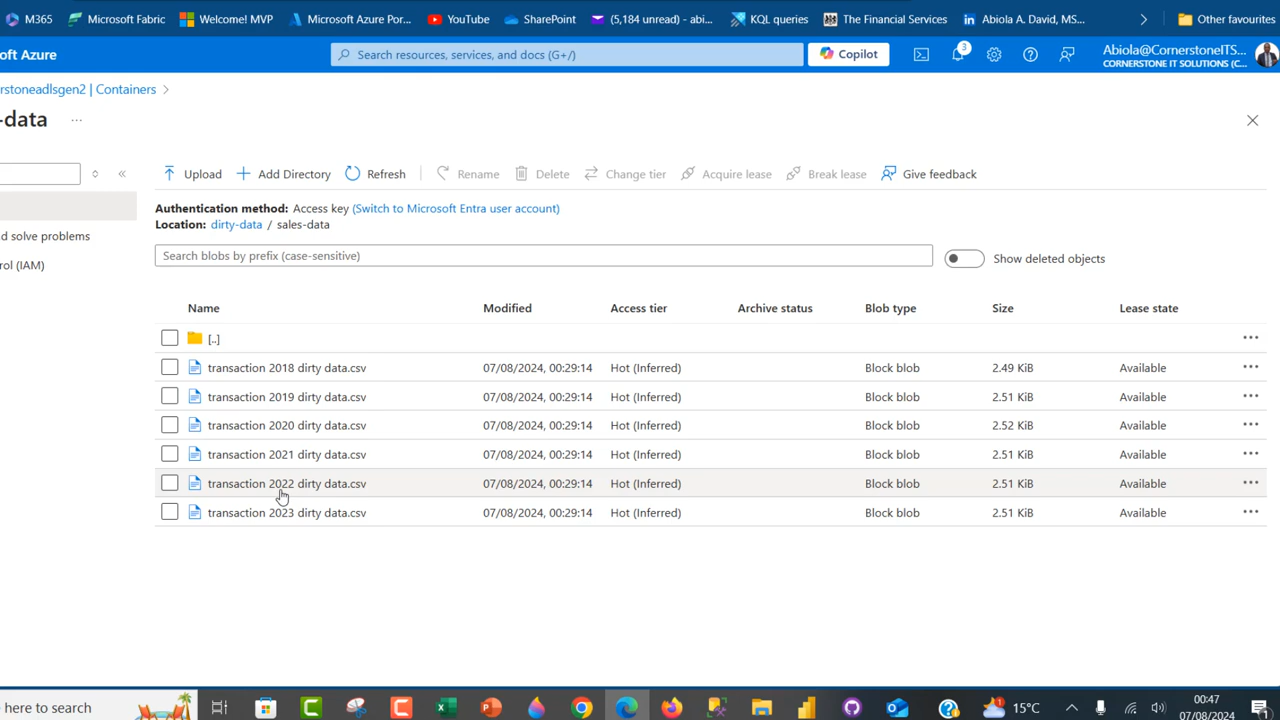 M365 Microsoft Fabric Welcome! MVP Microsoft Azure Por... YouTube SharePoint (5,184 unread) - abi... KQL queries The Financial Services Linkedin Abiola A. David, MS... Other favourites
oft Azure Search resources, services, and docs (G+/) Copilot 3 Abiola@CornerstoneITS...
CORNERSTONE IT SOLUTIONS (C...
rstoneadlsgen2 | Containers
-data ...
Upload Add Directory Refresh Rename Delete Change tier Acquire lease Break lease Give feedback
Authentication method: Access key (Switch to Microsoft Entra user account)
Location: dirty-data / sales-data
d solve problems
Search blobs by prefix (case-sensitive) Show deleted objects
rol (IAM)
Name Modified Access tier Archive status Blob type Size Lease state
[..]
transaction 2018 dirty data.csv 07/08/2024, 00:29:14 Hot (Inferred) Block blob 2.49 KiB Available
transaction 2019 dirty data.csv 07/08/2024, 00:29:14 Hot (Inferred) Block blob 2.51 KiB Available
transaction 2020 dirty data.csv 07/08/2024, 00:29:14 Hot (Inferred) Block blob 2.52 KiB Available
transaction 2021 dirty data.csv 07/08/2024, 00:29:14 Hot (Inferred) Block blob 2.51 KiB Available
transaction 2022 dirty data.csv 07/08/2024, 00:29:14 Hot (Inferred) Block blob 2.51 KiB Available
transaction 2023 dirty data.csv 07/08/2024, 00:29:14 Hot (Inferred) Block blob 2.51 KiB Available
here to search 15°C 00:47
07/08/2024